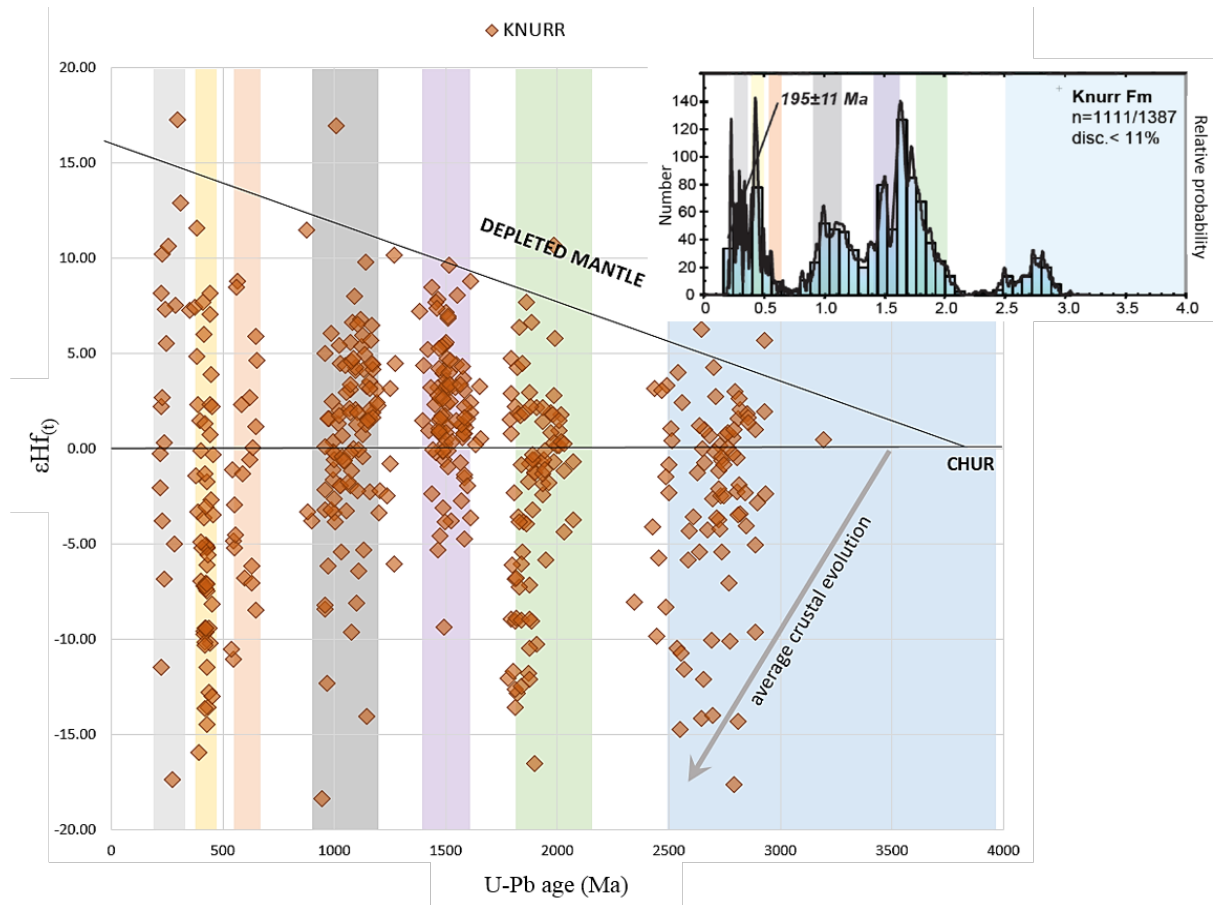 KNURR
20.00
15.00
10.00
5.00
0.00
-5.00
-10.00
-15.00
-20.00
εHf(t)
0 500 1000 1500 2000 2500 3000 3500 4000
U-Pb age (Ma)
DEPLETED MANTLE
CHUR
average crustal evolution
195±11 Ma
Knurr Fm
n=1111/1387
disc.< 11%
Number
140
120
100
80
60
40
20
0
0 0.5 1.0 1.5 2.0 2.5 3.0 3.5 4.0
Relative probability